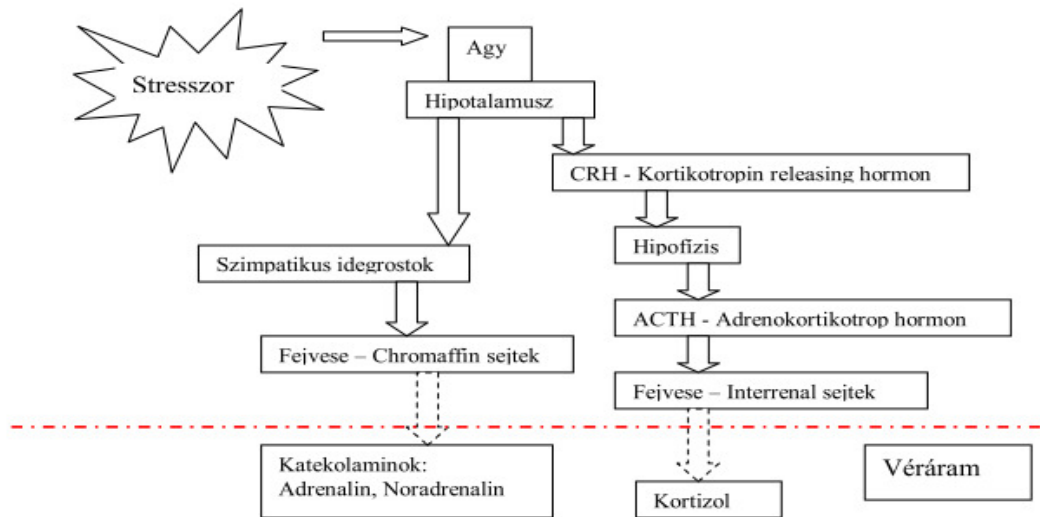 Stresszor
Agy
Hipotalamusz
CRH - Kortikotropin releasing hormon
Hipofízis
Szimpatikus idegrostok
ACTH - Adrenokortikotrop hormon
Fejvese – Chromaffin sejtek
Fejvese – Interrenal sejtek
Katekolaminok:
Adrenalin, Noradrenalin
Kortizol
Véráram